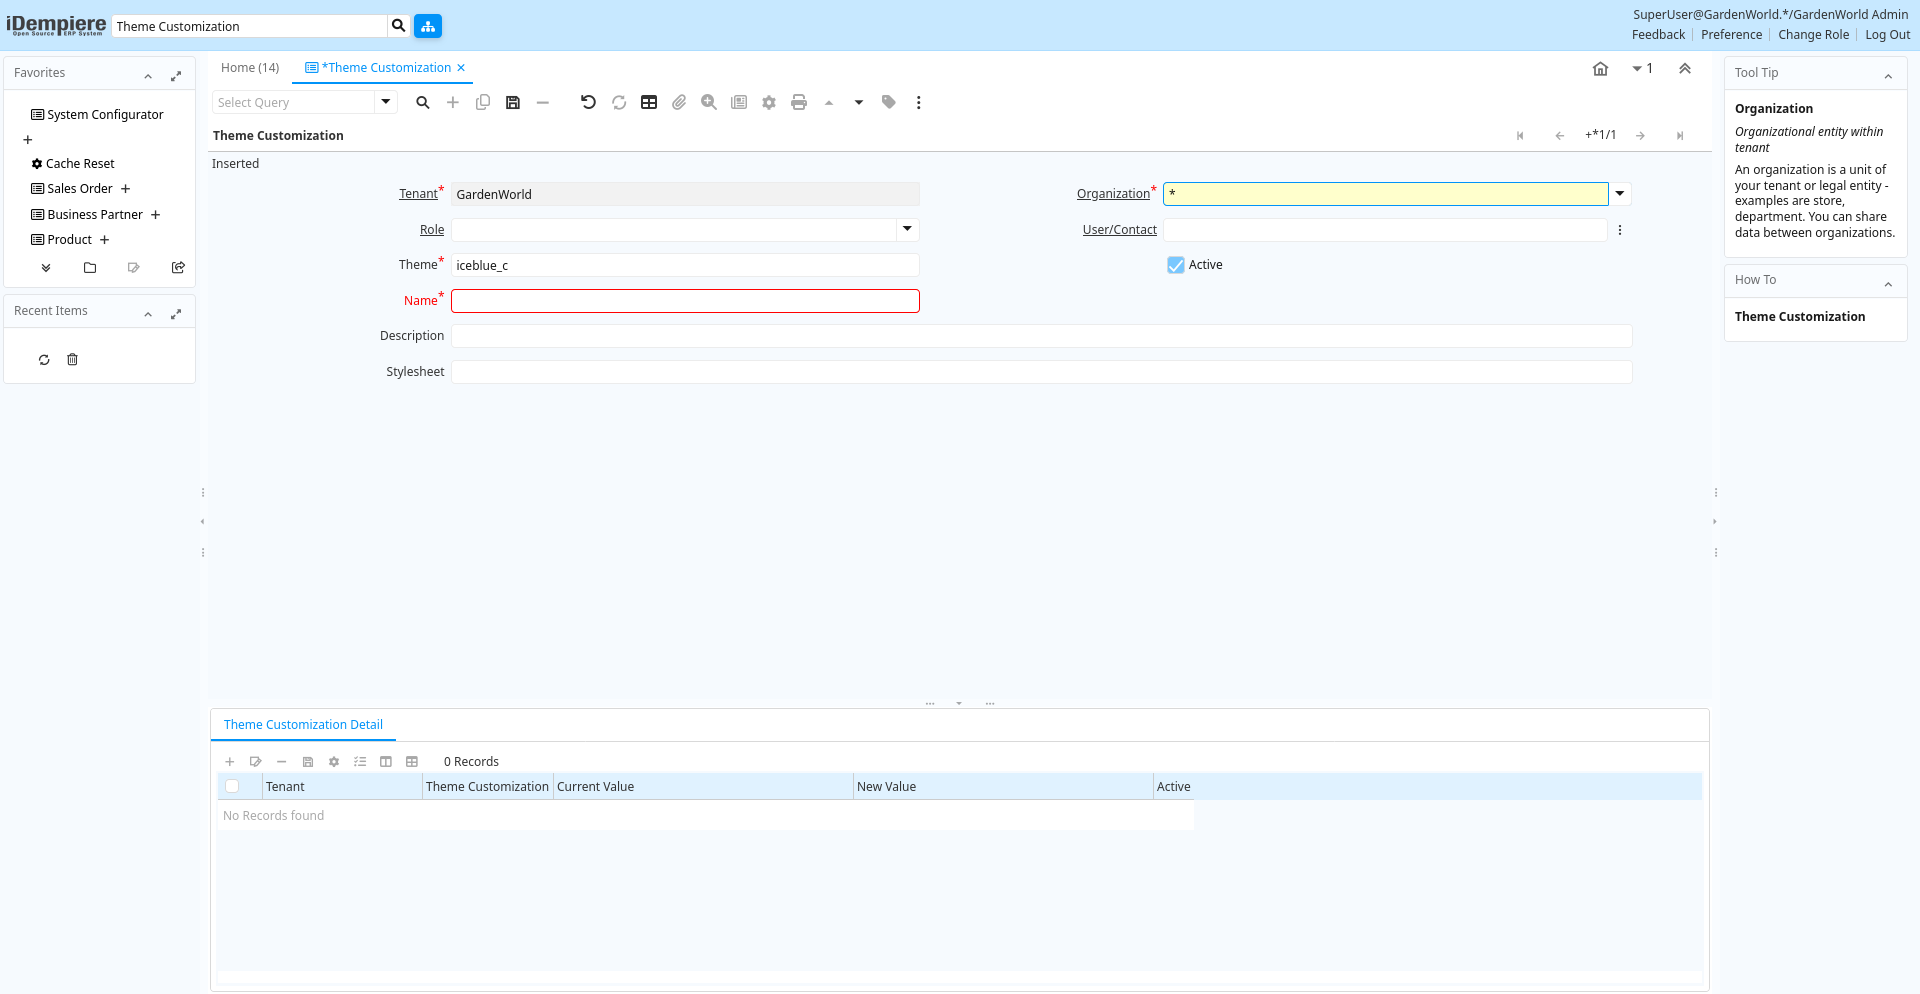 iDempiere
Open Source ERP System
Theme Customization
SuperUser@GardenWorld.*/GardenWorld Admin
Feedback
Preference
Change Role
Log Out
Favorites
System Configurator
Cache Reset
Sales Order
Business Partner
Product
Recent Items
Home (14)
*Theme Customization
1
Select Query
Theme Customization
+*1/1
Inserted
Tenant*
GardenWorld
Organization*
*
Role
User/Contact
Theme*
iceblue_c
Active
Name*
Description
Stylesheet
Theme Customization Detail
0 Records
Tenant
Theme Customization
Current Value
New Value
Active
No Records found
Tool Tip
Organization
Organizational entity within
tenant
An organization is a unit of
your tenant or legal entity -
examples are store,
department. You can share
data between organizations.
How To
Theme Customization